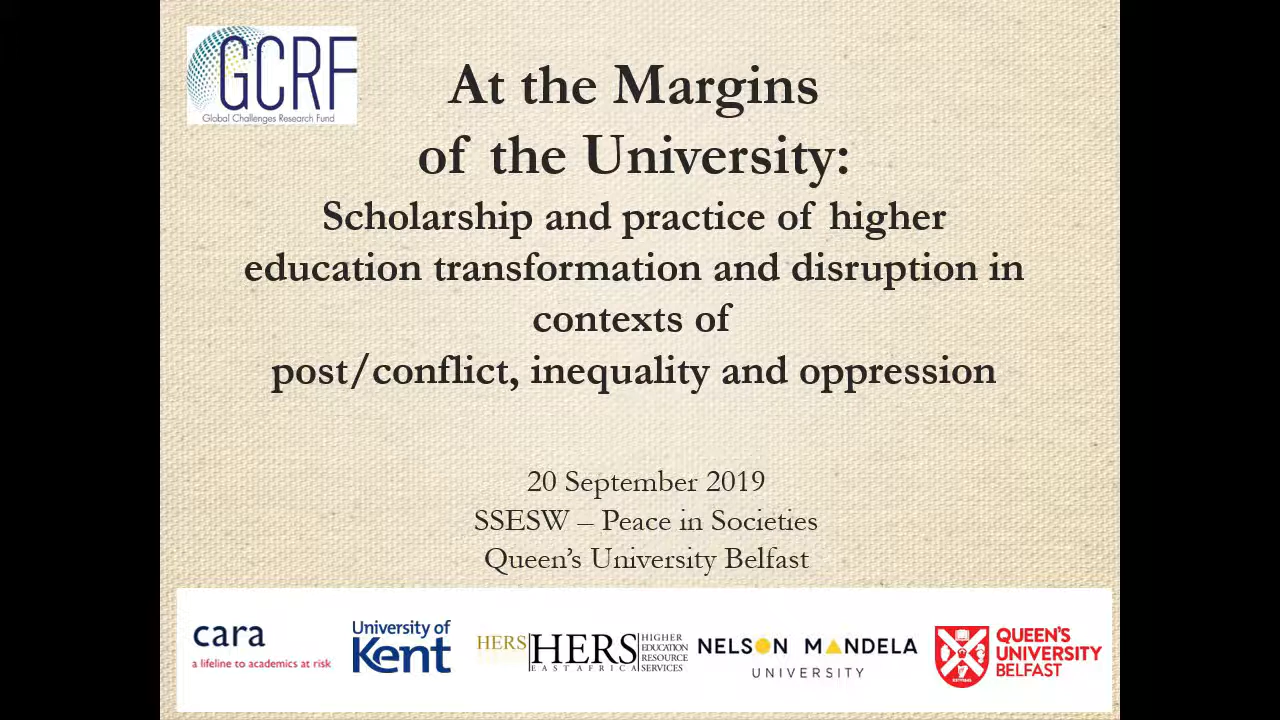 GCRF
Global Challenges Research Fund
At the Margins
of the University:
Scholarship and practice of higher
education transformation and disruption in
contexts of
post/conflict, inequality and oppression
20 September 2019
SSESW – Peace in Societies
Queen's University Belfast
cara
a lifeline to academics at risk
University of
Kent
HERS
HERS
EAST AFRICA
HIGHER
EDUCATION
RESOURCE
SERVICES
NELSON MANDELA
UNIVERSITY
QUEEN'S
UNIVERSITY
BELFAST